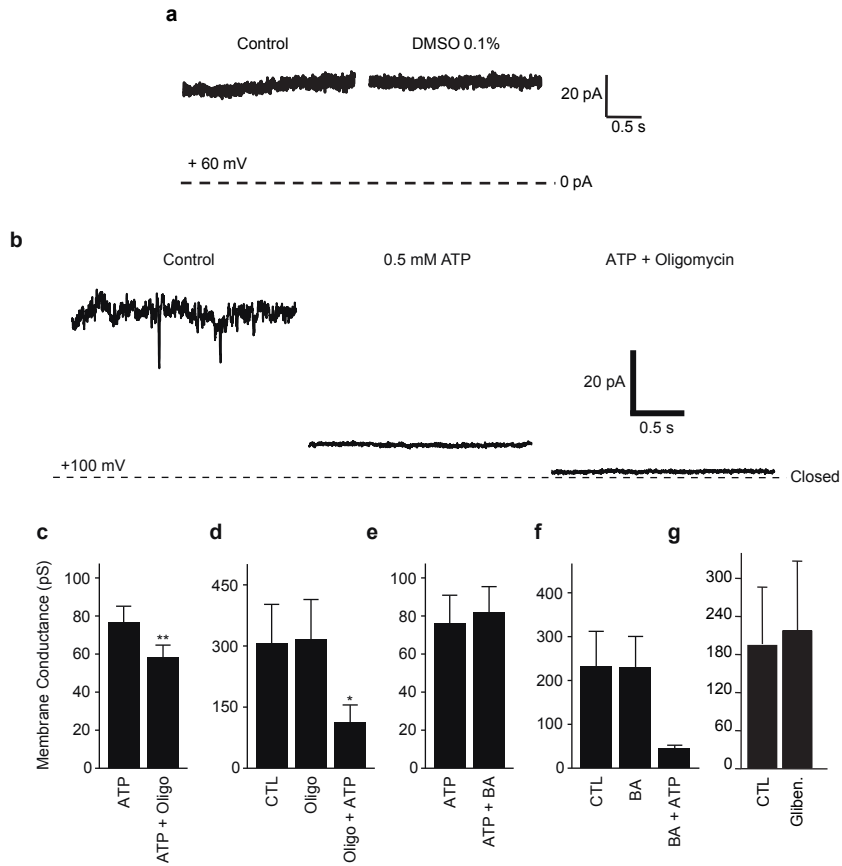 a
Control
DMSO 0.1%
20 pA
0.5 s
+ 60 mV
0 pA
b
Control
0.5 mM ATP
ATP + Oligomycin
20 pA
0.5 s
+100 mV
Closed
c
d
e
f
g
Membrane Conductance (pS)
100
80
60
40
20
0
**
ATP
ATP + Oligo
450
300
150
0
*
CTL
Oligo
Oligo + ATP
100
80
60
40
20
0
ATP
ATP + BA
400
300
200
100
0
CTL
BA
BA + ATP
300
240
180
120
60
0
CTL
Gliben.